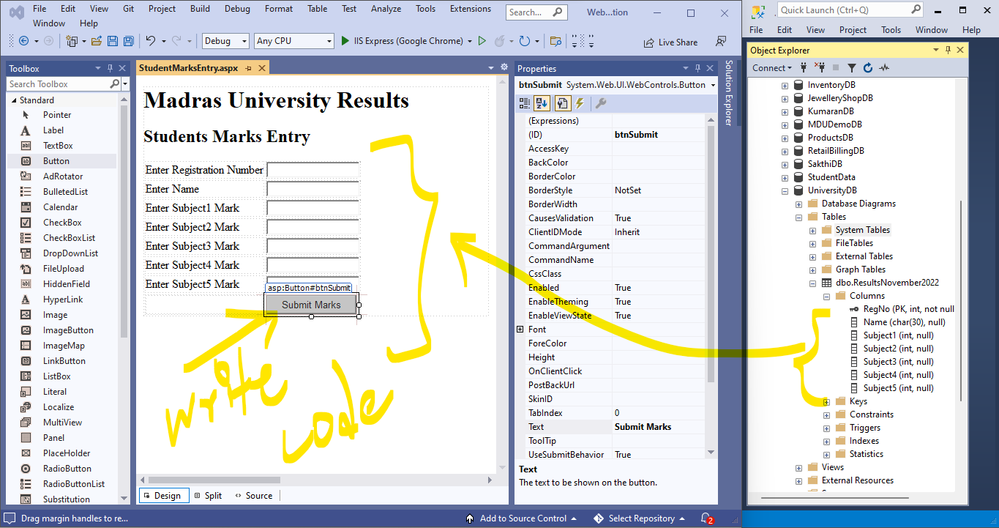 File Edit View Git Project Build Debug Format Table Test Analyze Tools Extensions Search... Web...tion
Window Help
Debug Any CPU IIS Express (Google Chrome) Live Share
Toolbox
Search Toolbox
Standard
Pointer
Label
TextBox
Button
AdRotator
BulletedList
Calendar
CheckBox
CheckBoxList
DropDownList
FileUpload
HiddenField
HyperLink
Image
ImageButton
ImageMap
LinkButton
ListBox
Literal
Localize
MultiView
Panel
PlaceHolder
RadioButton
RadioButtonList
Substitution
StudentMarksEntry.aspx
Madras University Results
Students Marks Entry
Enter Registration Number
Enter Name
Enter Subject1 Mark
Enter Subject2 Mark
Enter Subject3 Mark
Enter Subject4 Mark
Enter Subject5 Mark
asp:Button#btnSubmit
Submit Marks
write
code
Design Split Source
Properties
btnSubmit System.Web.UI.WebControls.Button
(Expressions)
(ID) btnSubmit
AccessKey
BackColor
BorderColor
BorderStyle NotSet
BorderWidth
CausesValidation True
ClientIDMode Inherit
CommandArgument
CommandName
CssClass
Enabled True
EnableTheming True
EnableViewState True
Font
ForeColor
Height
OnClientClick
PostBackUrl
SkinID
TabIndex 0
Text Submit Marks
ToolTip
UseSubmitBehavior True
Text
The text to be shown on the button.
Solution Explorer
Drag margin handles to re... Add to Source Control Select Repository 2
Quick Launch (Ctrl+Q)
File Edit View Project Tools Window Help
Object Explorer
Connect
InventoryDB
JewelleryShopDB
KumaranDB
MDUDemoDB
ProductsDB
RetailBillingDB
SakthiDB
StudentData
UniversityDB
Database Diagrams
Tables
System Tables
FileTables
External Tables
Graph Tables
dbo.ResultsNovember2022
Columns
RegNo (PK, int, not null
Name (char(30), null)
Subject1 (int, null)
Subject2 (int, null)
Subject3 (int, null)
Subject4 (int, null)
Subject5 (int, null)
Keys
Constraints
Triggers
Indexes
Statistics
Views
External Resources